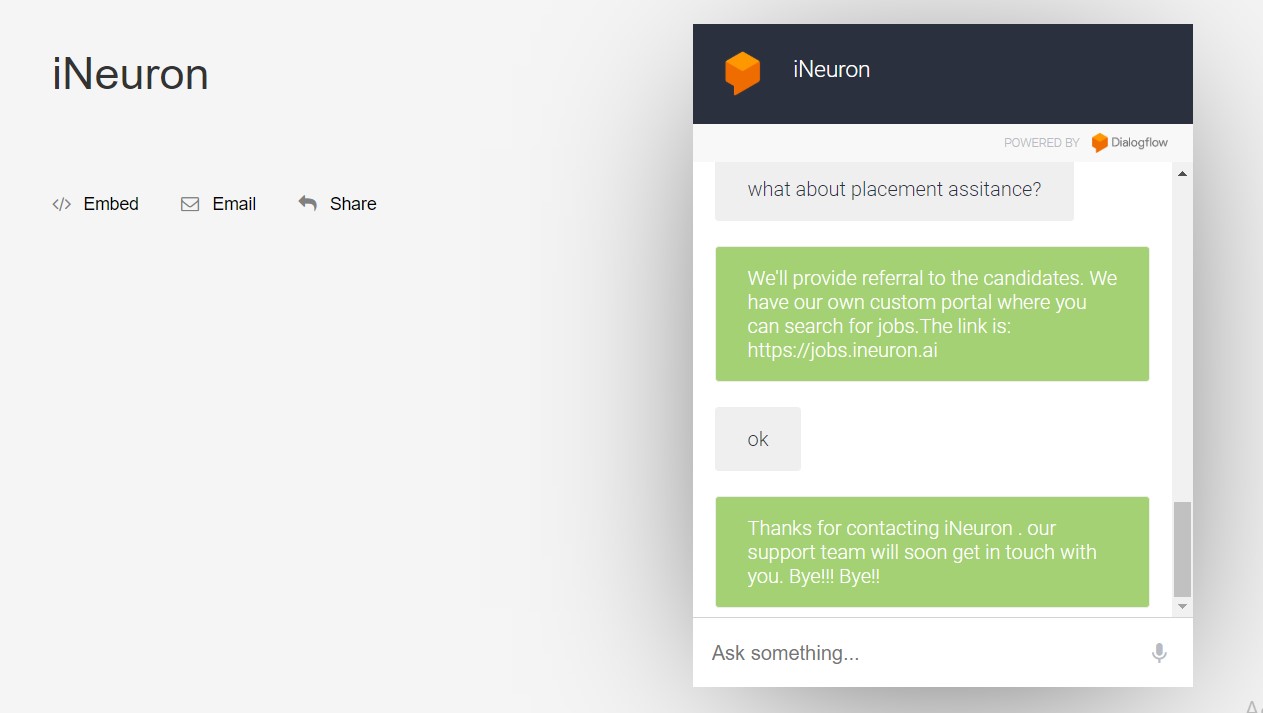 iNeuron
Embed
Email
Share
iNeuron
POWERED BY Dialogflow
what about placement assitance?
We'll provide referral to the candidates. We
have our own custom portal where you
can search for jobs.The link is:
https://jobs.ineuron.ai
ok
Thanks for contacting iNeuron . our
support team will soon get in touch with
you. Bye!!! Bye!!
Ask something...